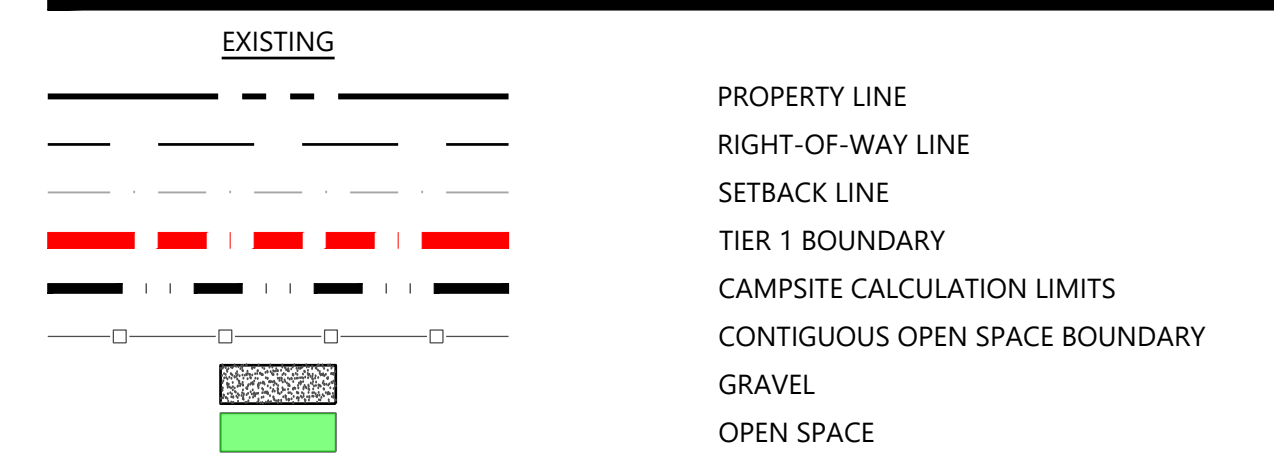 EXISTING
PROPERTY LINE
RIGHT-OF-WAY LINE
SETBACK LINE
TIER 1 BOUNDARY
CAMPSITE CALCULATION LIMITS
CONTIGUOUS OPEN SPACE BOUNDARY
GRAVEL
OPEN SPACE